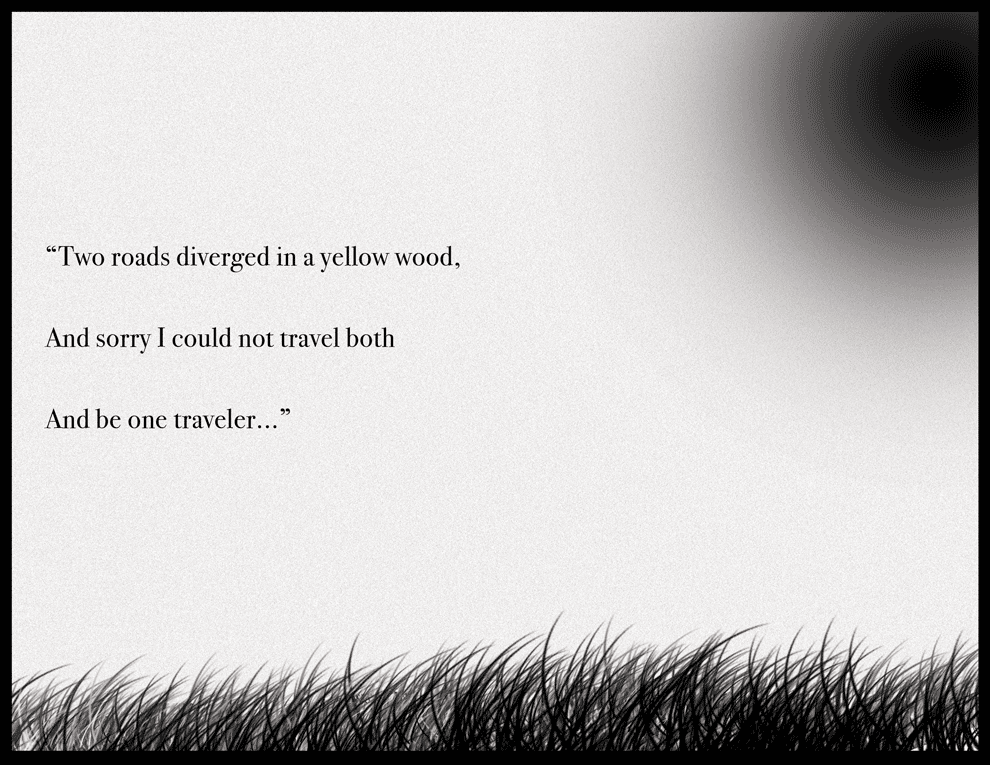 “Two roads diverged in a yellow wood,
And sorry I could not travel both
And be one traveler…”